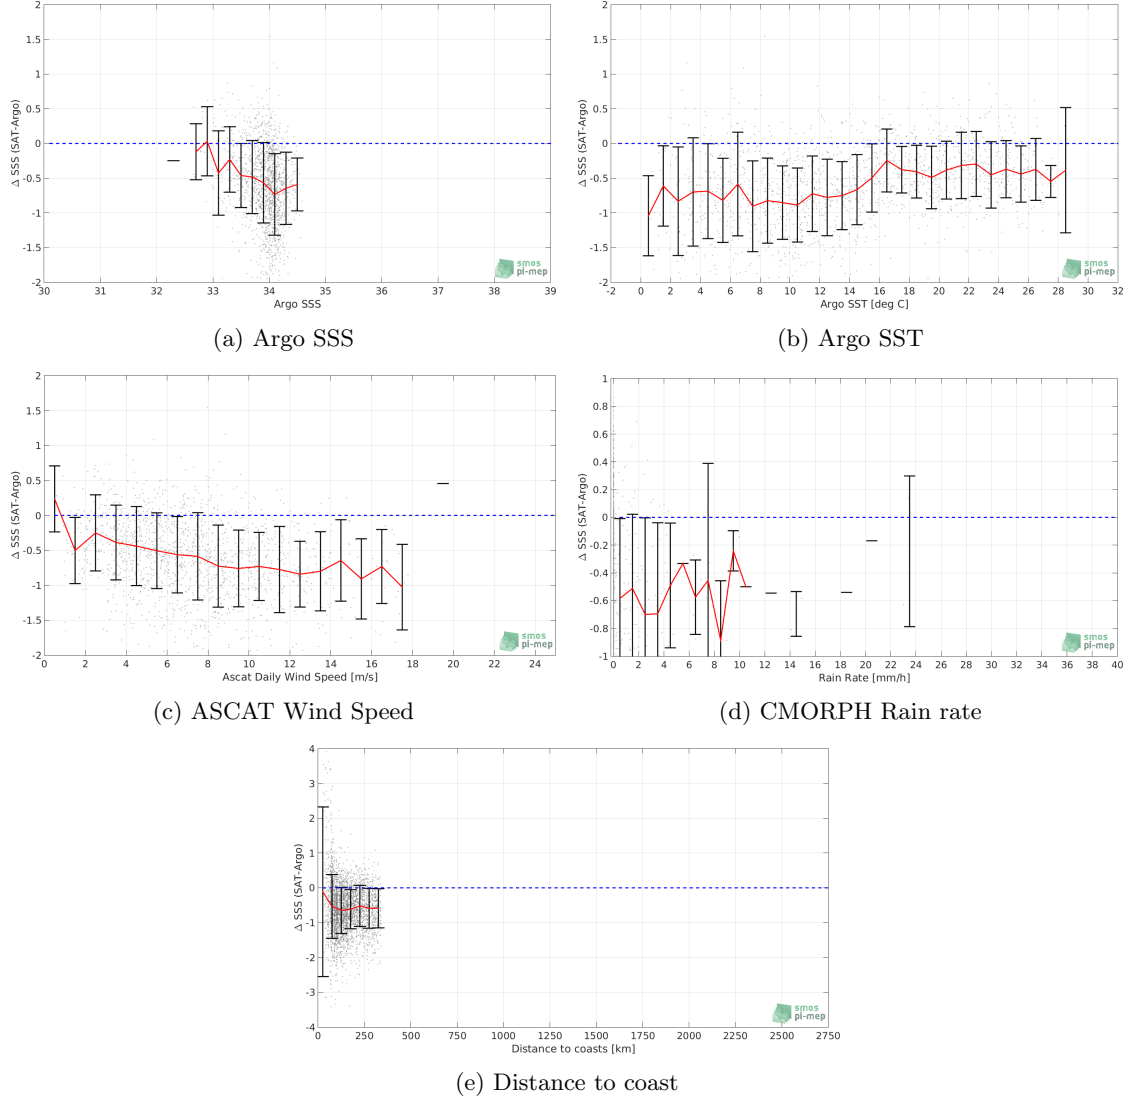 2
1.5
1
0.5
0
-0.5
-1
-1.5
-2
Δ SSS (SAT-Argo)
30 31 32 33 34 35 36 37 38 39
Argo SSS
smos
pi-mep
(a) Argo SSS
2
1.5
1
0.5
0
-0.5
-1
-1.5
-2
Δ SSS (SAT-Argo)
-2 0 2 4 6 8 10 12 14 16 18 20 22 24 26 28 30 32
Argo SST [deg C]
smos
pi-mep
(b) Argo SST
2
1.5
1
0.5
0
-0.5
-1
-1.5
-2
Δ SSS (SAT-Argo)
0 2 4 6 8 10 12 14 16 18 20 22 24
Ascat Daily Wind Speed [m/s]
smos
pi-mep
(c) ASCAT Wind Speed
1
0.8
0.6
0.4
0.2
0
-0.2
-0.4
-0.6
-0.8
-1
Δ SSS (SAT-Argo)
0 2 4 6 8 10 12 14 16 18 20 22 24 26 28 30 32 34 36 38 40
Rain Rate [mm/h]
smos
pi-mep
(d) CMORPH Rain rate
4
3
2
1
0
-1
-2
-3
-4
Δ SSS (SAT-Argo)
0 250 500 750 1000 1250 1500 1750 2000 2250 2500 2750
Distance to coasts [km]
smos
pi-mep
(e) Distance to coast